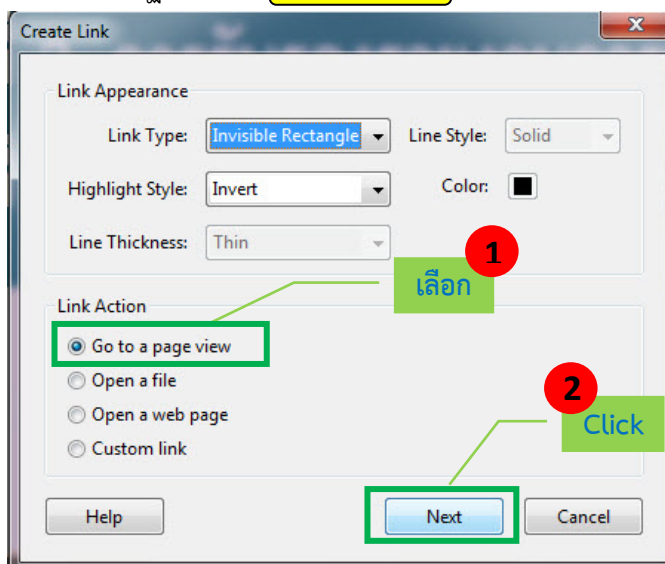 Create Link
Link Appearance
Link Type: Invisible Rectangle Line Style: Solid
Highlight Style: Invert Color:
Line Thickness: Thin
1
เลือก
Link Action
Go to a page view
Open a file
2
Open a web page
Click
Custom link
Help Next Cancel